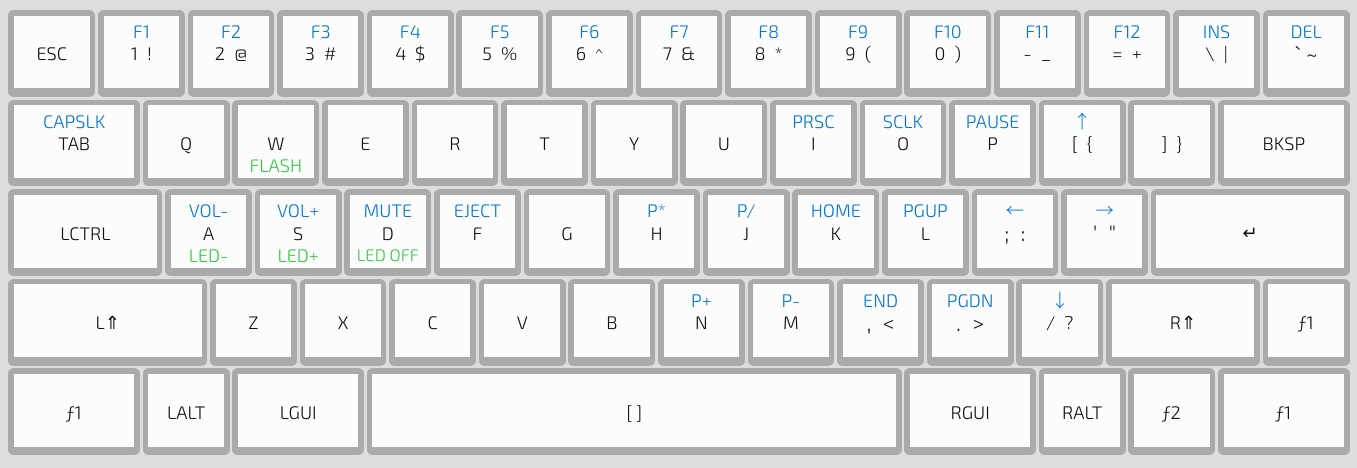 F1 F2 F3 F4 F5 F6 F7 F8 F9 F10 F11 F12 INS DEL
ESC 1 ! 2 @ 3 # 4 $ 5 % 6 ^ 7 & 8 * 9 ( 0 ) - _ = + \ | ` ~
CAPSLK PRSC SCLK PAUSE ↑
TAB Q W E R T Y U I O P [ { ] } BKSP
FLASH
VOL- VOL+ MUTE EJECT P* P/ HOME PGUP ← →
LCTRL A S D F G H J K L ; : ' " ↵
LED- LED+ LED OFF
P+ P- END PGDN ↓
L⇑ Z X C V B N M , < . > / ? R⇑ ƒ1
ƒ1 LALT LGUI [ ] RGUI RALT ƒ2 ƒ1